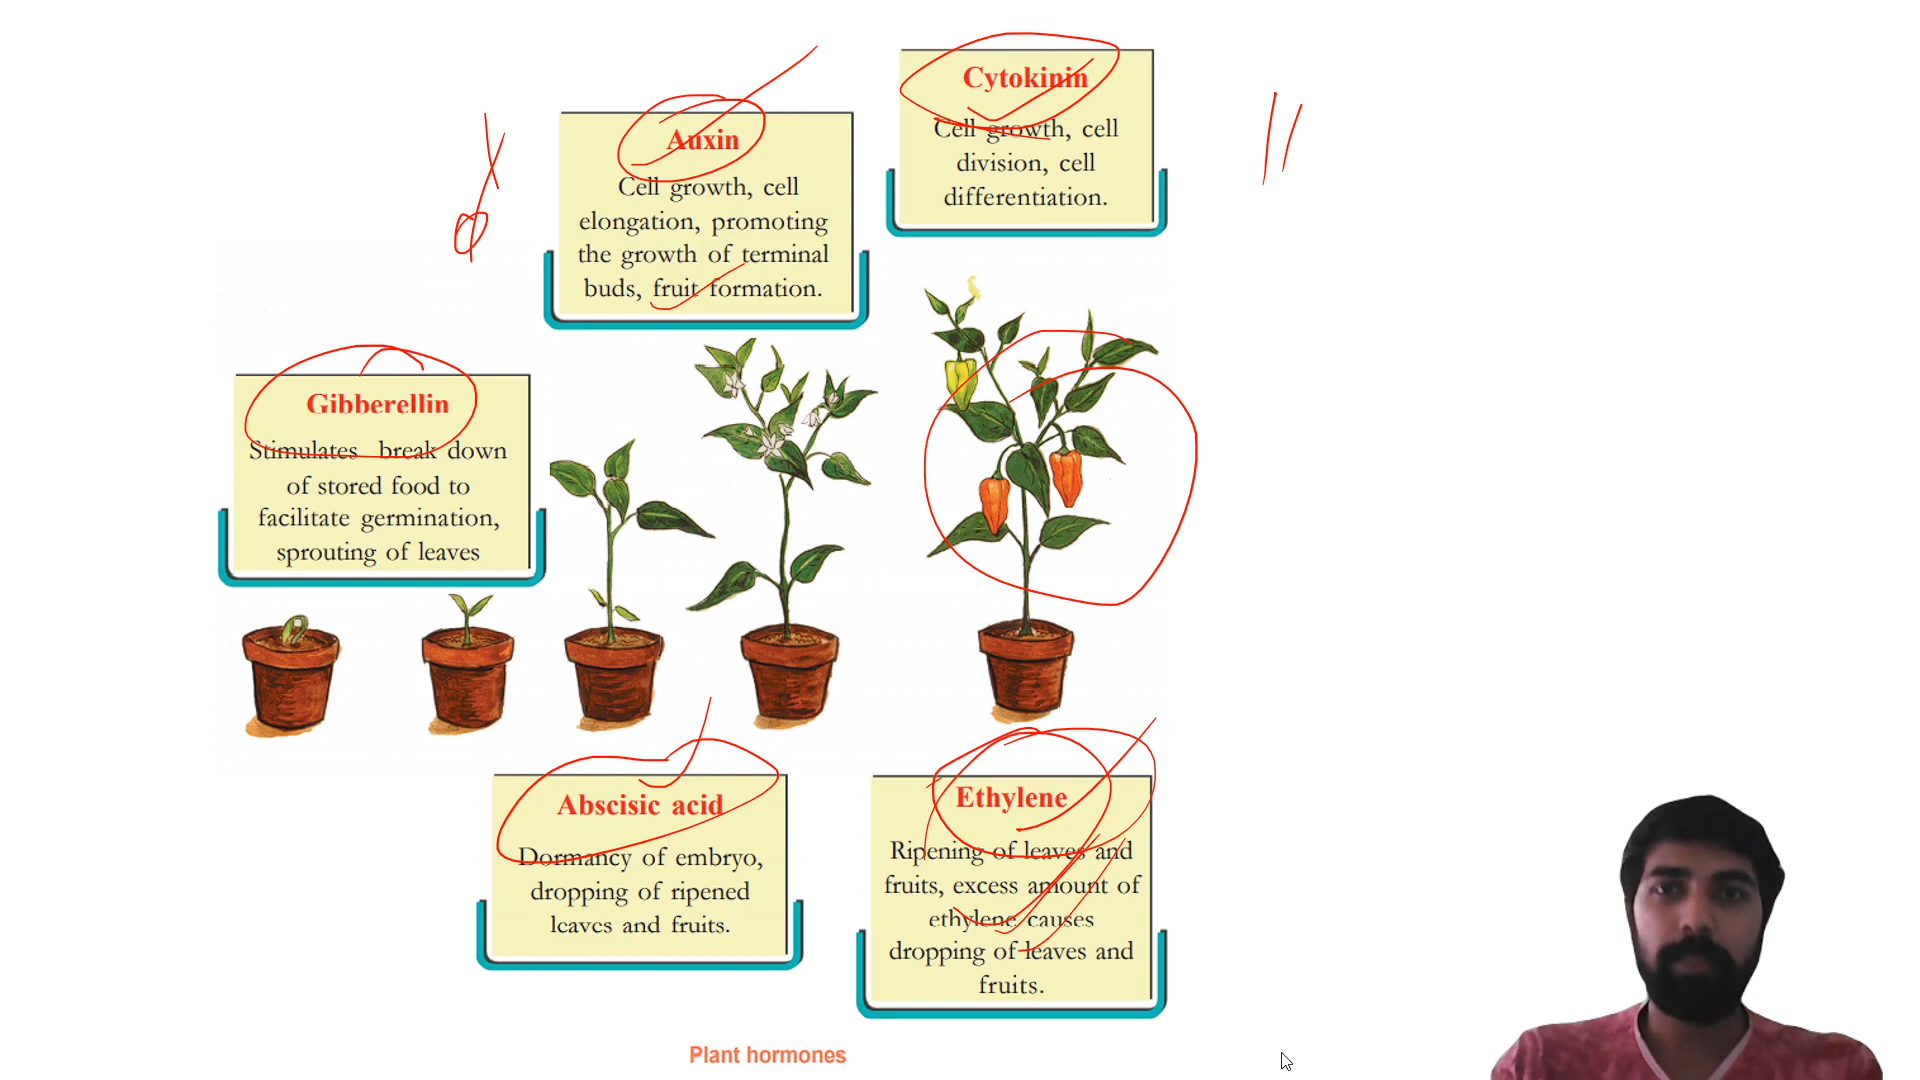 Cytokinin
Cell growth, cell
division, cell
differentiation.
Auxin
Cell growth, cell
elongation, promoting
the growth of terminal
buds, fruit formation.
Gibberellin
Stimulates break down
of stored food to
facilitate germination,
sprouting of leaves
Abscisic acid
Dormancy of embryo,
dropping of ripened
leaves and fruits.
Ethylene
Ripening of leaves and
fruits, excess amount of
ethylene causes
dropping of leaves and
fruits.
Plant hormones